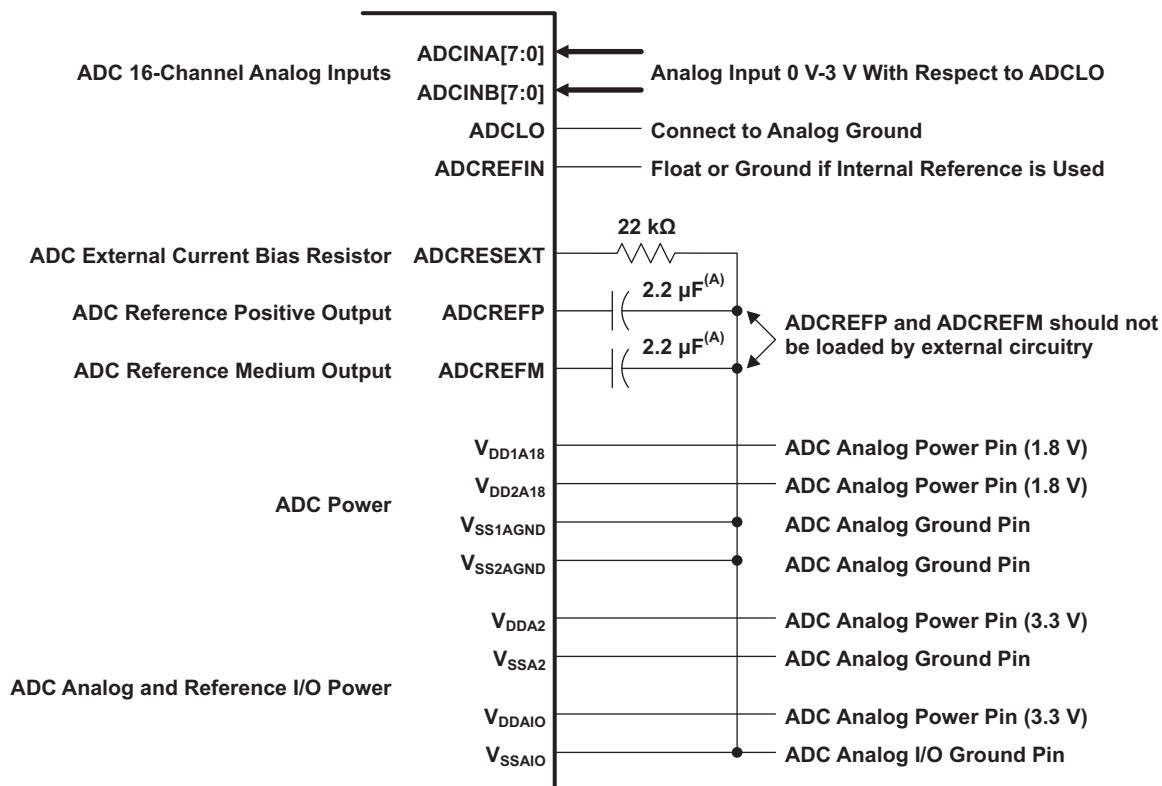 ADC 16-Channel Analog Inputs
ADCINA[7:0]
ADCINB[7:0]
Analog Input 0 V-3 V With Respect to ADCLO
ADCLO
Connect to Analog Ground
ADCREFIN
Float or Ground if Internal Reference is Used
22 kΩ
ADC External Current Bias Resistor
ADCRESEXT
2.2 µF(A)
ADC Reference Positive Output
ADCREFP
ADCREFP and ADCREFM should not
be loaded by external circuitry
2.2 µF(A)
ADC Reference Medium Output
ADCREFM
VDD1A18
ADC Analog Power Pin (1.8 V)
VDD2A18
ADC Analog Power Pin (1.8 V)
ADC Power
VSS1AGND
ADC Analog Ground Pin
VSS2AGND
ADC Analog Ground Pin
VDDA2
ADC Analog Power Pin (3.3 V)
VSSA2
ADC Analog Ground Pin
ADC Analog and Reference I/O Power
VDDAIO
ADC Analog Power Pin (3.3 V)
VSSAIO
ADC Analog I/O Ground Pin